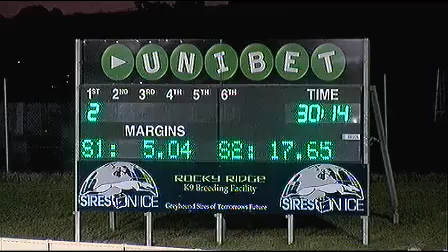 UNIBET
1ST 2ND 3RD 4TH 5TH 6TH TIME
2 30:14
MARGINS
S1: 5.04 S2: 17.65
ROCKY RIDGE
K9 Breeding Facility
SIRES ON ICE SIRES ON ICE
Greyhound Sires of Tomorrows Future